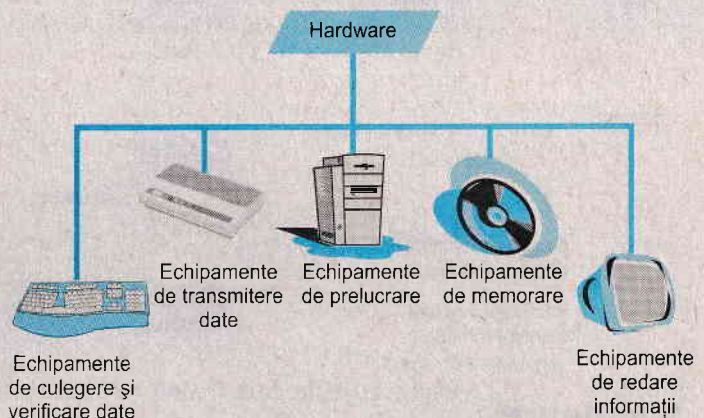 Hardware
Echipamente
de transmitere
date
Echipamente
de prelucrare
Echipamente
de memorare
Echipamente
de culegere şi
verificare date
Echipamente
de redare
informaţii